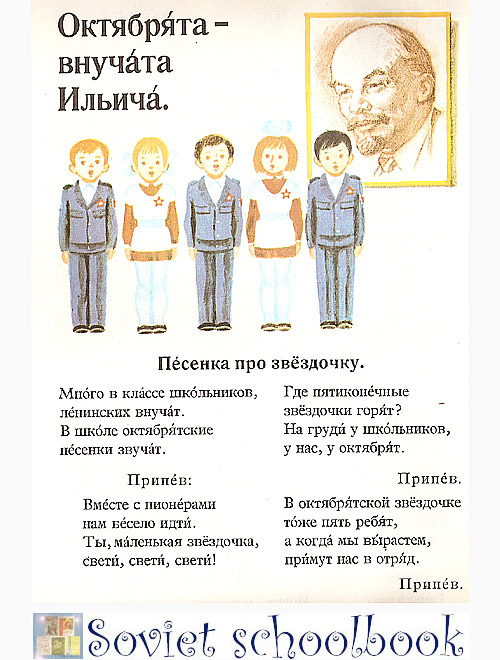 Октября́та –
внуча́та
Ильича́.
Пе́сенка про звёздочку.
Мно́го в кла́ссе шко́льников,
ле́нинских внуча́т.
В шко́ле октября́тские
пе́сенки звуча́т.
Припе́в:
Вме́сте с пионе́рами
нам ве́село идти́.
Ты, ма́ленькая звёздочка,
свети́, свети́, свети́!
Где пятиконе́чные
звёздочки горя́т?
На груди́ у шко́льников,
у нас, у октября́т.
Припе́в.
В октября́тской звёздочке
то́же пять ребя́т,
а когда́ мы вы́растем,
при́мут нас в отря́д.
Припе́в.
Soviet schoolbook